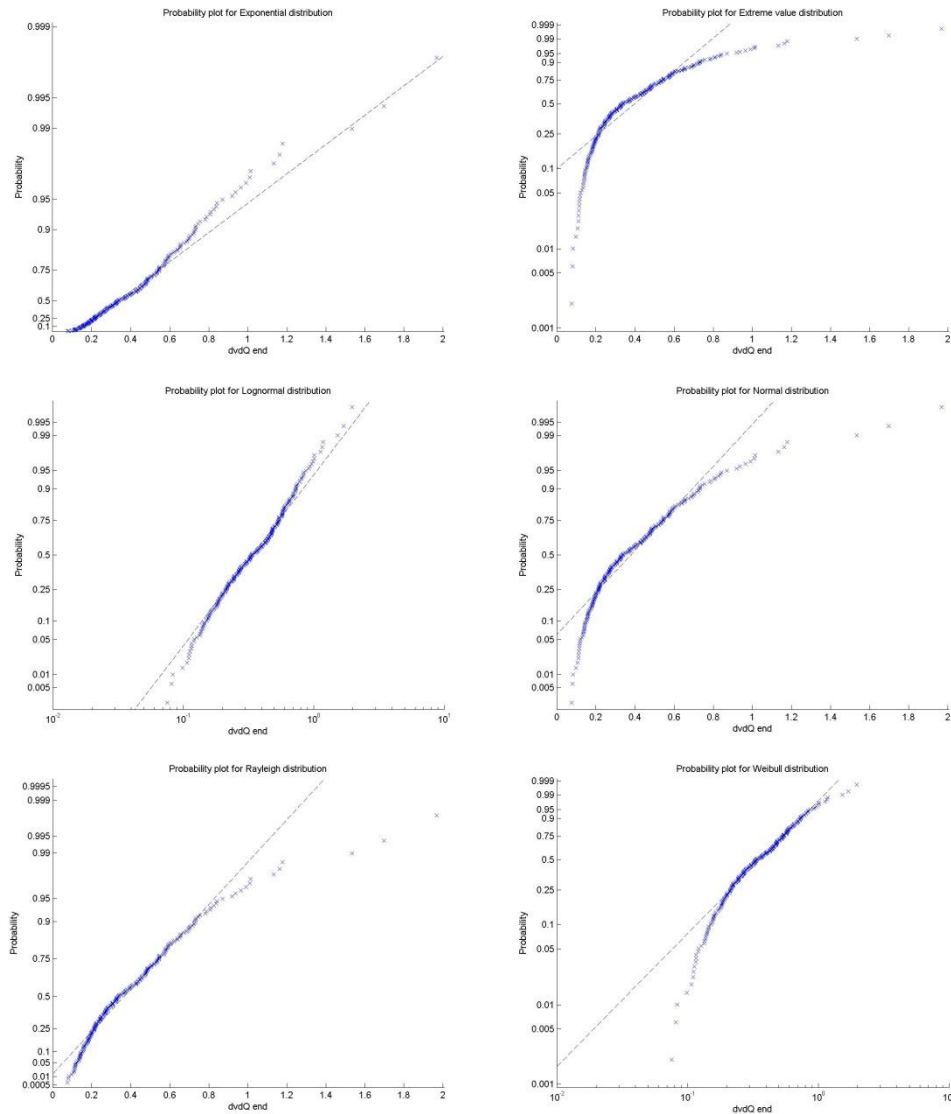 Probability plot for Exponential distribution
0.999
0.995
0.99
0.95
0.9
0.75
0.5
0.25
0.1
Probability
0.2 0.4 0.6 0.8 1 1.2 1.4 1.6 1.8 2
dvdQ end
Probability plot for Extreme value distribution
0.999
0.99
0.95
0.9
0.75
0.5
0.25
0.1
0.05
0.01
0.005
0.001
Probability
0 0.2 0.4 0.6 0.8 1 1.2 1.4 1.6 1.8 2
dvdQ end
Probability plot for Lognormal distribution
0.995
0.99
0.95
0.9
0.75
0.5
0.25
0.1
0.05
0.01
0.005
Probability
10^-2 10^-1 10^0 10^1
dvdQ end
Probability plot for Normal distribution
0.995
0.99
0.95
0.9
0.75
0.5
0.25
0.1
0.05
0.01
0.005
Probability
0 0.2 0.4 0.6 0.8 1 1.2 1.4 1.6 1.8 2
dvdQ end
Probability plot for Rayleigh distribution
0.9995
0.999
0.995
0.99
0.95
0.9
0.75
0.5
0.25
0.1
0.05
0.01
0.0005
Probability
0 0.2 0.4 0.6 0.8 1 1.2 1.4 1.6 1.8 2
dvdQ end
Probability plot for Weibull distribution
0.999
0.99
0.95
0.9
0.75
0.5
0.25
0.1
0.05
0.01
0.005
0.001
Probability
10^-2 10^-1 10^0
dvdQ end